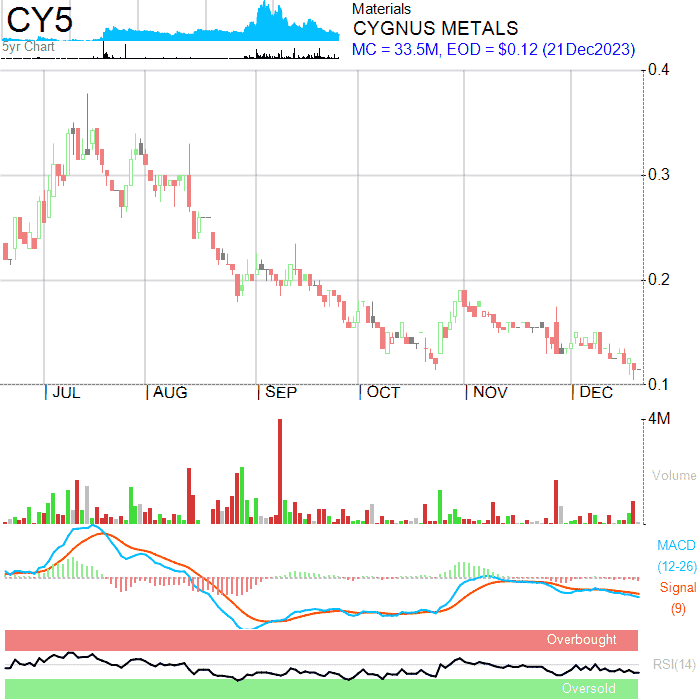 CY5
5yr Chart
Materials
CYGNUS METALS
MC = 33.5M, EOD = $0.12 (21Dec2023)
0.4
0.3
0.2
0.1
JUL AUG SEP OCT NOV DEC
4M
Volume
MACD
(12-26)
Signal
(9)
Overbought
RSI(14)
Oversold